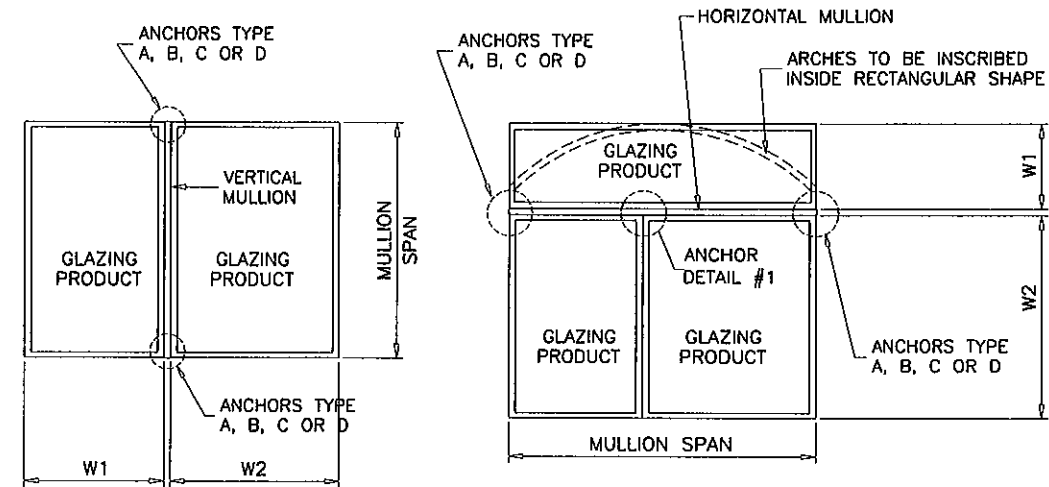 ANCHORS TYPE
A, B, C OR D
VERTICAL
MULLION
GLAZING
PRODUCT
GLAZING
PRODUCT
MULLION
SPAN
ANCHORS TYPE
A, B, C OR D
W1
W2
HORIZONTAL MULLION
ANCHORS TYPE
A, B, C OR D
ARCHES TO BE INSCRIBED
INSIDE RECTANGULAR SHAPE
GLAZING
PRODUCT
W1
ANCHOR
DETAIL #1
W2
GLAZING
PRODUCT
GLAZING
PRODUCT
ANCHORS TYPE
A, B, C OR D
MULLION SPAN